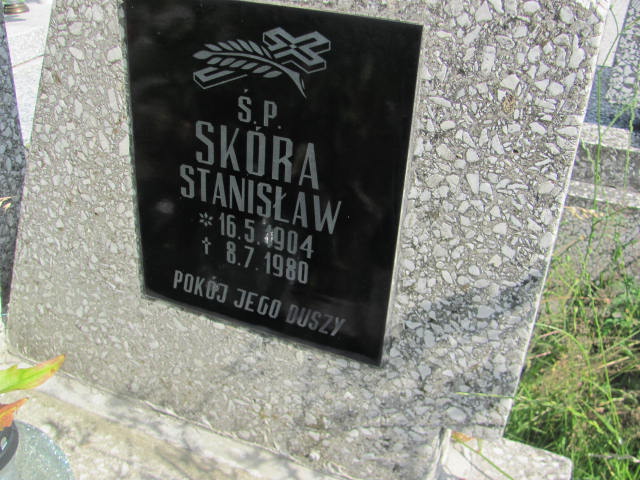 Ś.P.
SKÓRA
STANISŁAW
* 16.5.1904
† 8.7.1980
POKÓJ JEGO DUSZY